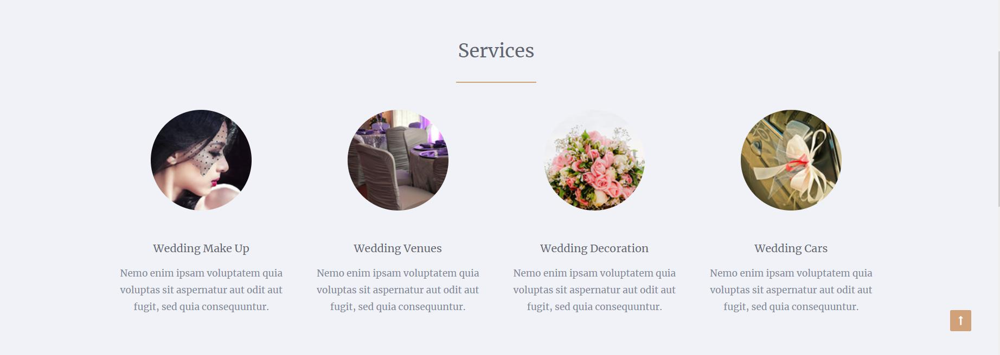 Services
Wedding Make Up
Nemo enim ipsam voluptatem quia
voluptas sit aspernatur aut odit aut
fugit, sed quia consequuntur.
Wedding Venues
Nemo enim ipsam voluptatem quia
voluptas sit aspernatur aut odit aut
fugit, sed quia consequuntur.
Wedding Decoration
Nemo enim ipsam voluptatem quia
voluptas sit aspernatur aut odit aut
fugit, sed quia consequuntur.
Wedding Cars
Nemo enim ipsam voluptatem quia
voluptas sit aspernatur aut odit aut
fugit, sed quia consequuntur.